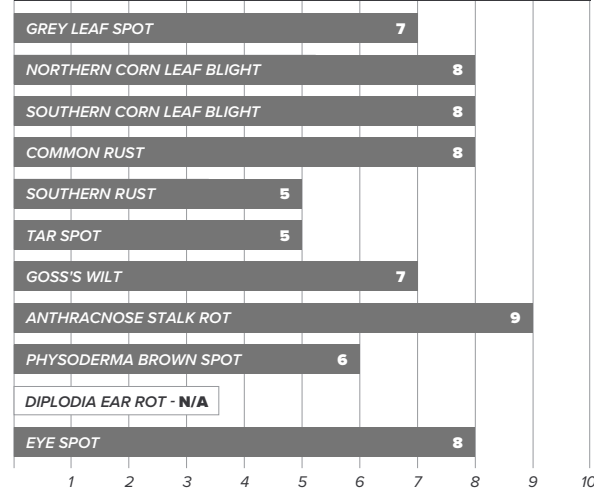 GREY LEAF SPOT 7
NORTHERN CORN LEAF BLIGHT 8
SOUTHERN CORN LEAF BLIGHT 8
COMMON RUST 8
SOUTHERN RUST 5
TAR SPOT 5
GOSS'S WILT 7
ANTHRACNOSE STALK ROT 9
PHYSODERMA BROWN SPOT 6
DIPLODIA EAR ROT - N/A
EYE SPOT 8
1 2 3 4 5 6 7 8 9 10